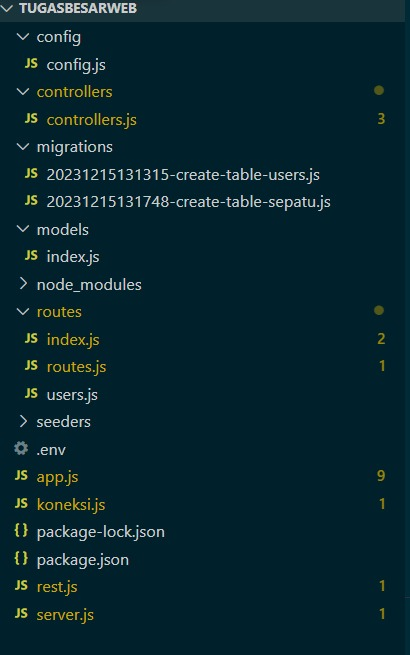 TUGASBESARWEB
config
JS config.js
controllers
JS controllers.js 3
migrations
JS 20231215131315-create-table-users.js
JS 20231215131748-create-table-sepatu.js
models
JS index.js
node_modules
routes
JS index.js 2
JS routes.js 1
JS users.js
seeders
.env
JS app.js 9
JS koneksi.js 1
{} package-lock.json
{} package.json
JS rest.js 1
JS server.js 1